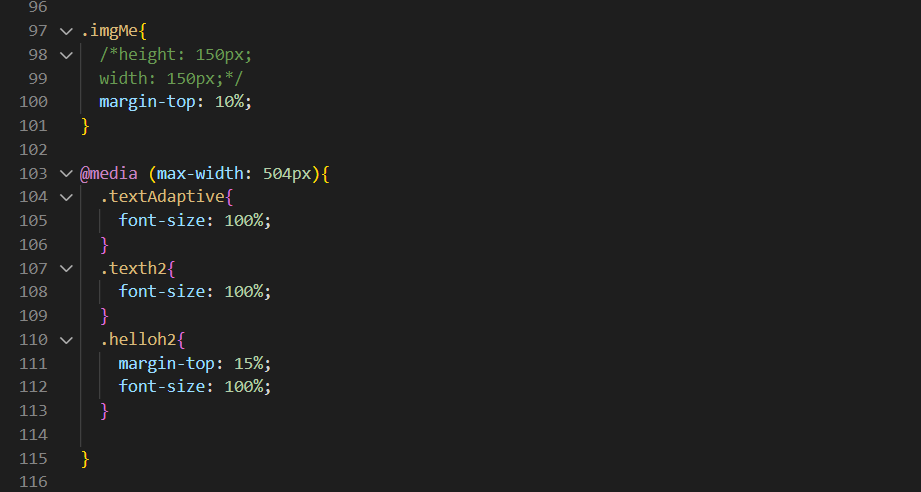 96
97 .imgMe{
98 /*height: 150px;
99 width: 150px;*/
100 margin-top: 10%;
101 }
102
103 @media (max-width: 504px){
104 .textAdaptive{
105 font-size: 100%;
106 }
107 .texth2{
108 font-size: 100%;
109 }
110 .helloh2{
111 margin-top: 15%;
112 font-size: 100%;
113 }
114
115 }
116